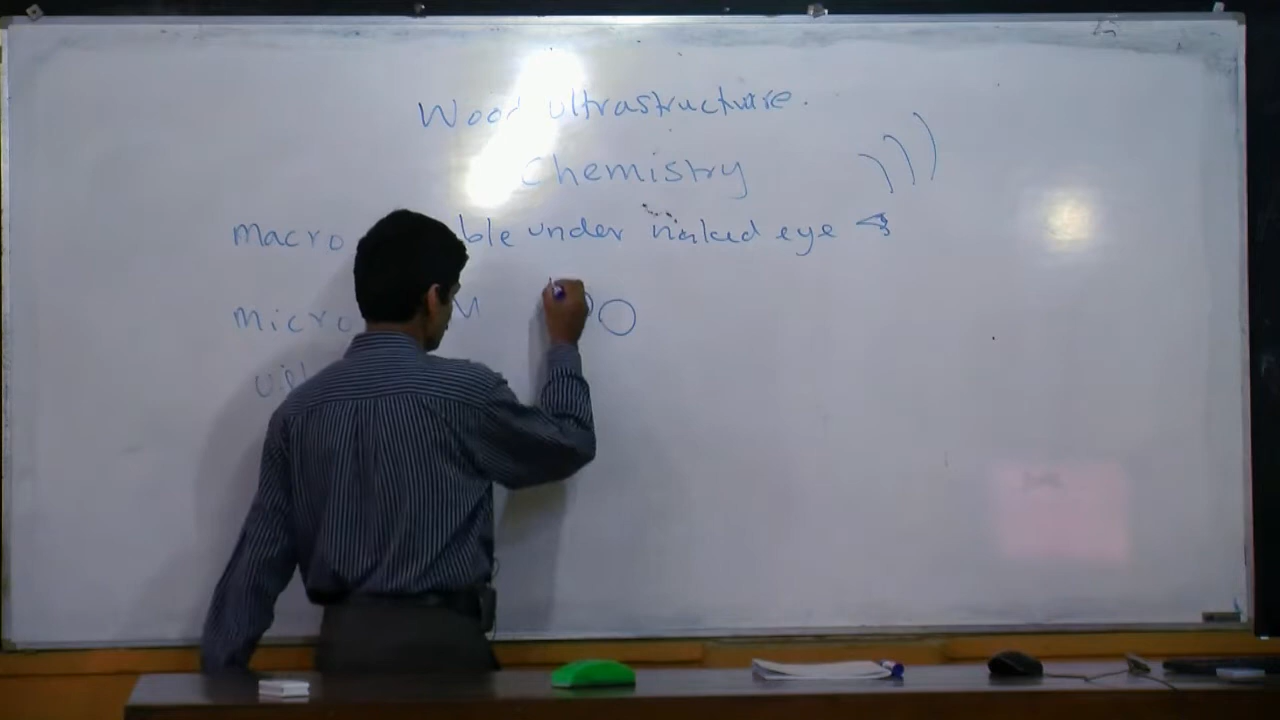 Wood ultrastructure.
Chemistry
macro ble under naked eye
micro